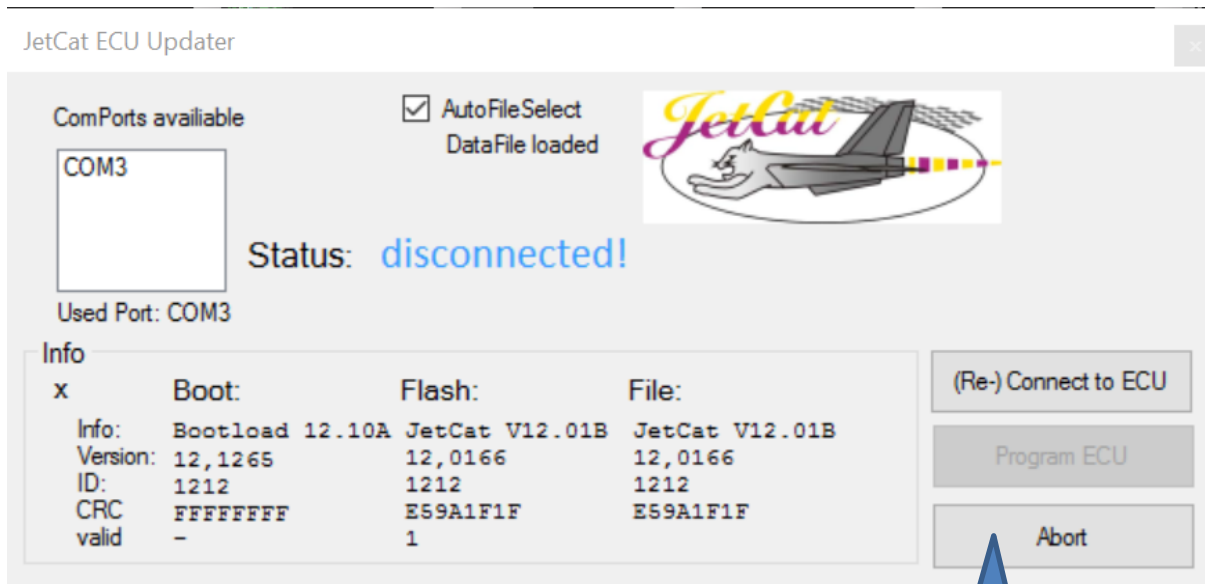 JetCat ECU Updater
x
ComPorts availiable
AutoFileSelect
DataFile loaded
JetCat
COM3
Status: disconnected!
Used Port: COM3
Info
x Boot: Flash: File:
Info: Bootload 12.10A JetCat V12.01B JetCat V12.01B
Version: 12,1265 12,0166 12,0166
ID: 1212 1212 1212
CRC FFFFFFFF E59A1F1F E59A1F1F
valid - 1
(Re-) Connect to ECU
Program ECU
Abort